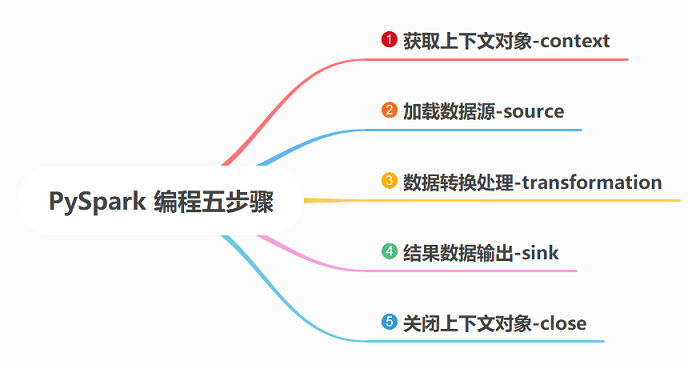 PySpark 编程五步骤
1 获取上下文对象-context
2 加载数据源-source
3 数据转换处理-transformation
4 结果数据输出-sink
5 关闭上下文对象-close